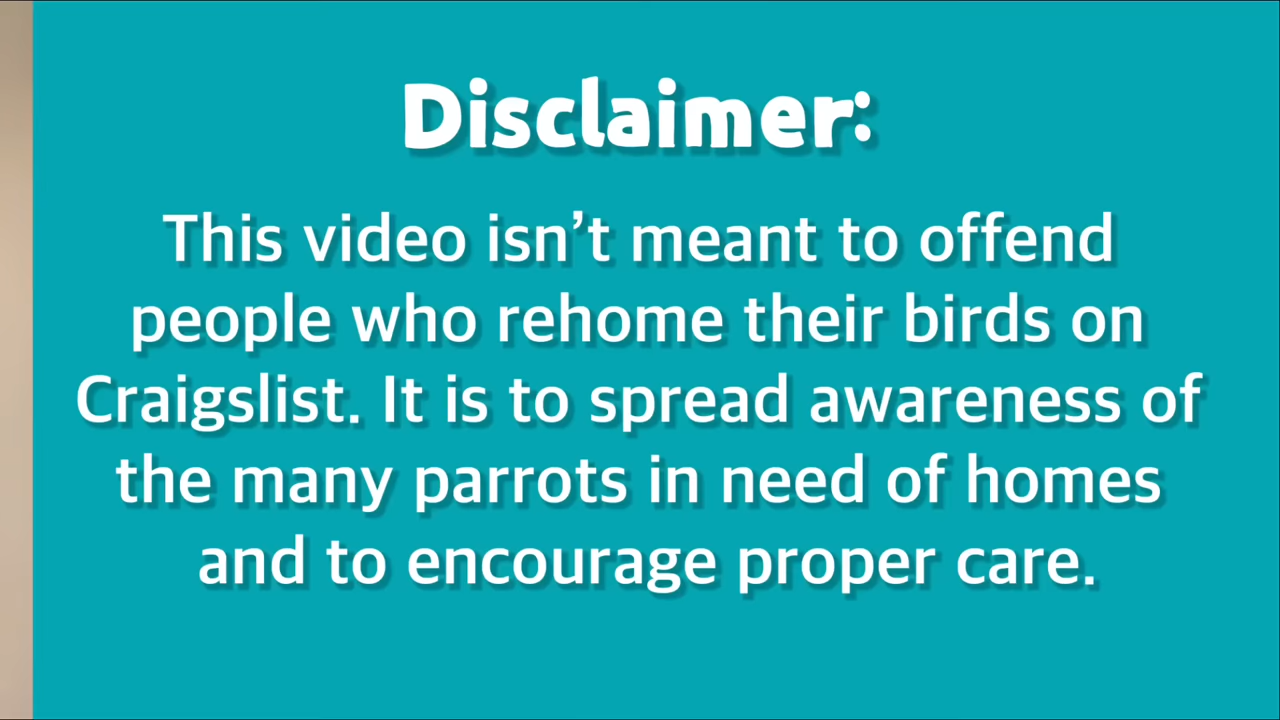 Disclaimer:
This video isn’t meant to offend
people who rehome their birds on
Craigslist. It is to spread awareness of
the many parrots in need of homes
and to encourage proper care.